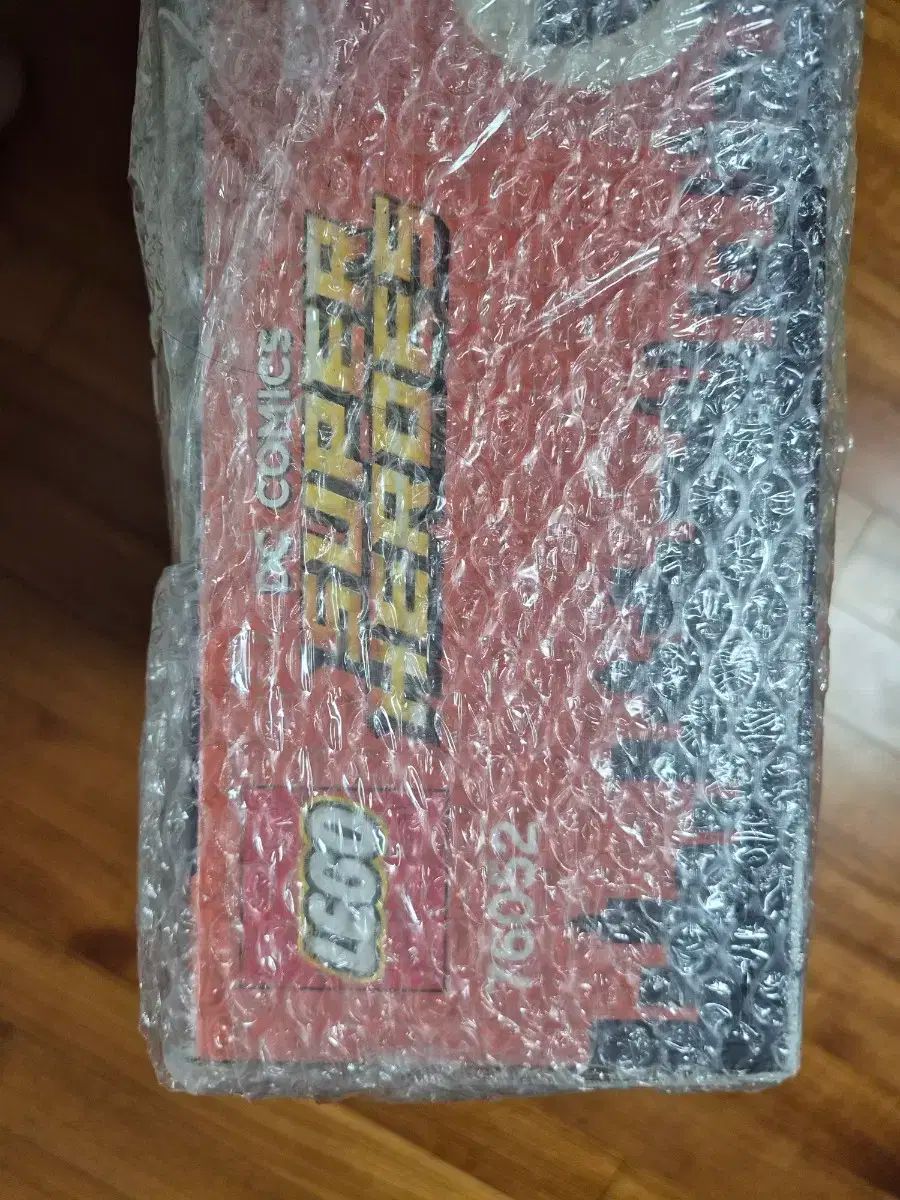 LEGO
DC COMICS
SUPER
HEROES
76052